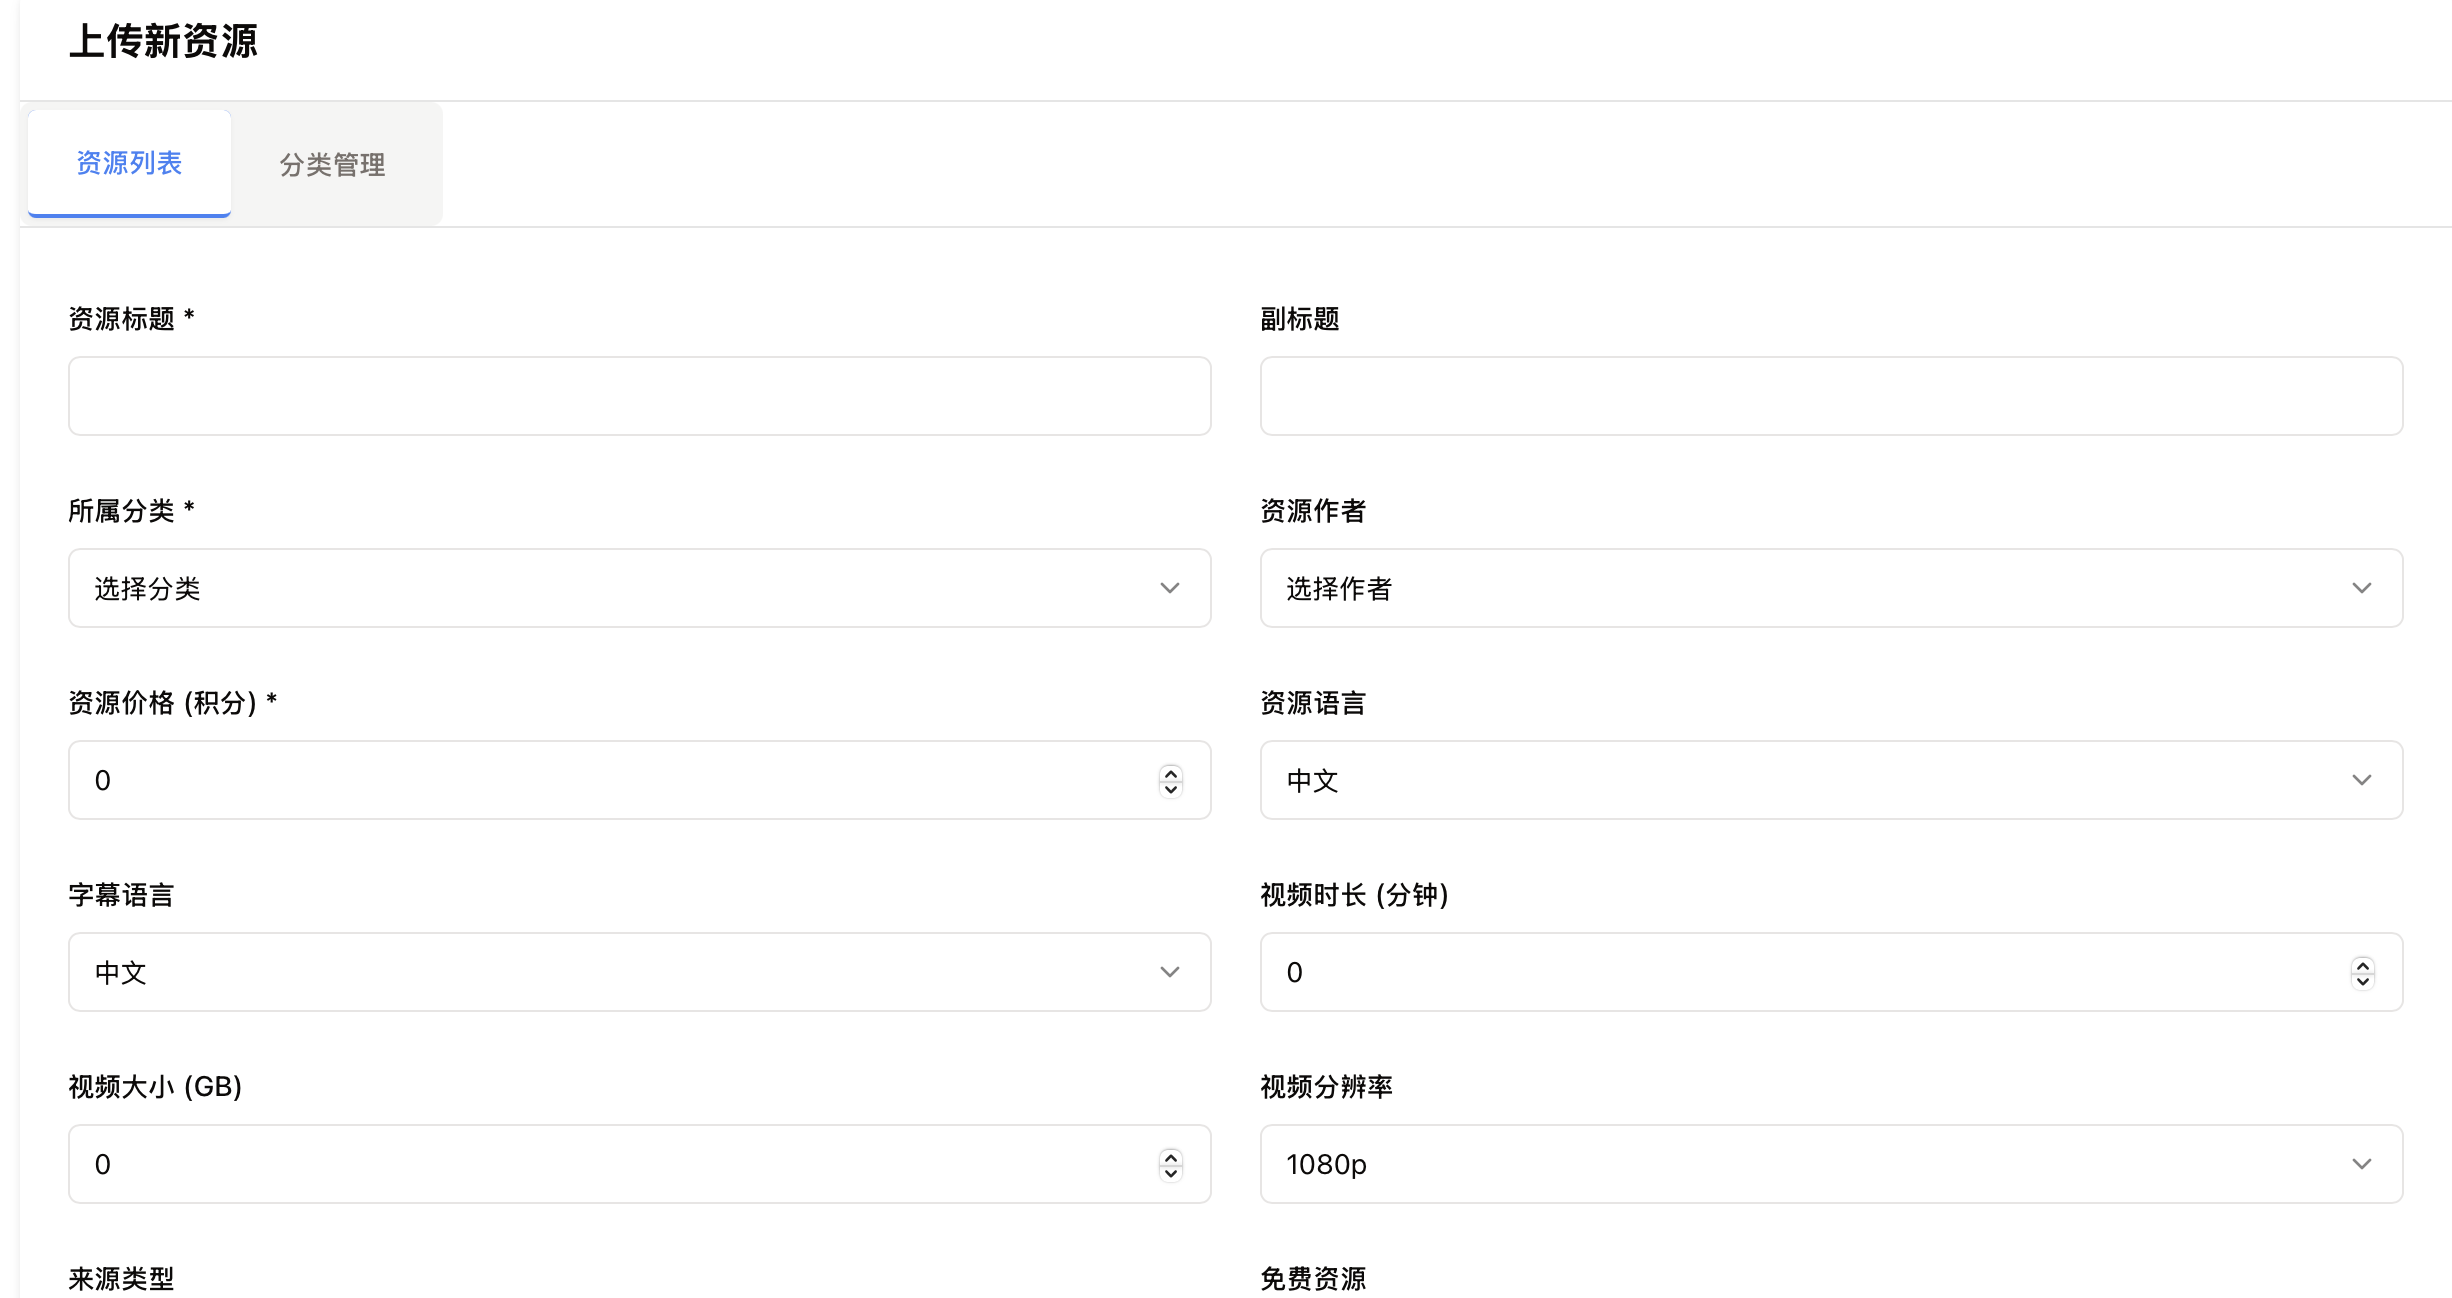 上传新资源
资源列表 分类管理
资源标题 * 副标题
所属分类 * 资源作者
选择分类 选择作者
资源价格 (积分) * 资源语言
0 中文
字幕语言 视频时长 (分钟)
中文 0
视频大小 (GB) 视频分辨率
0 1080p
来源类型 免费资源